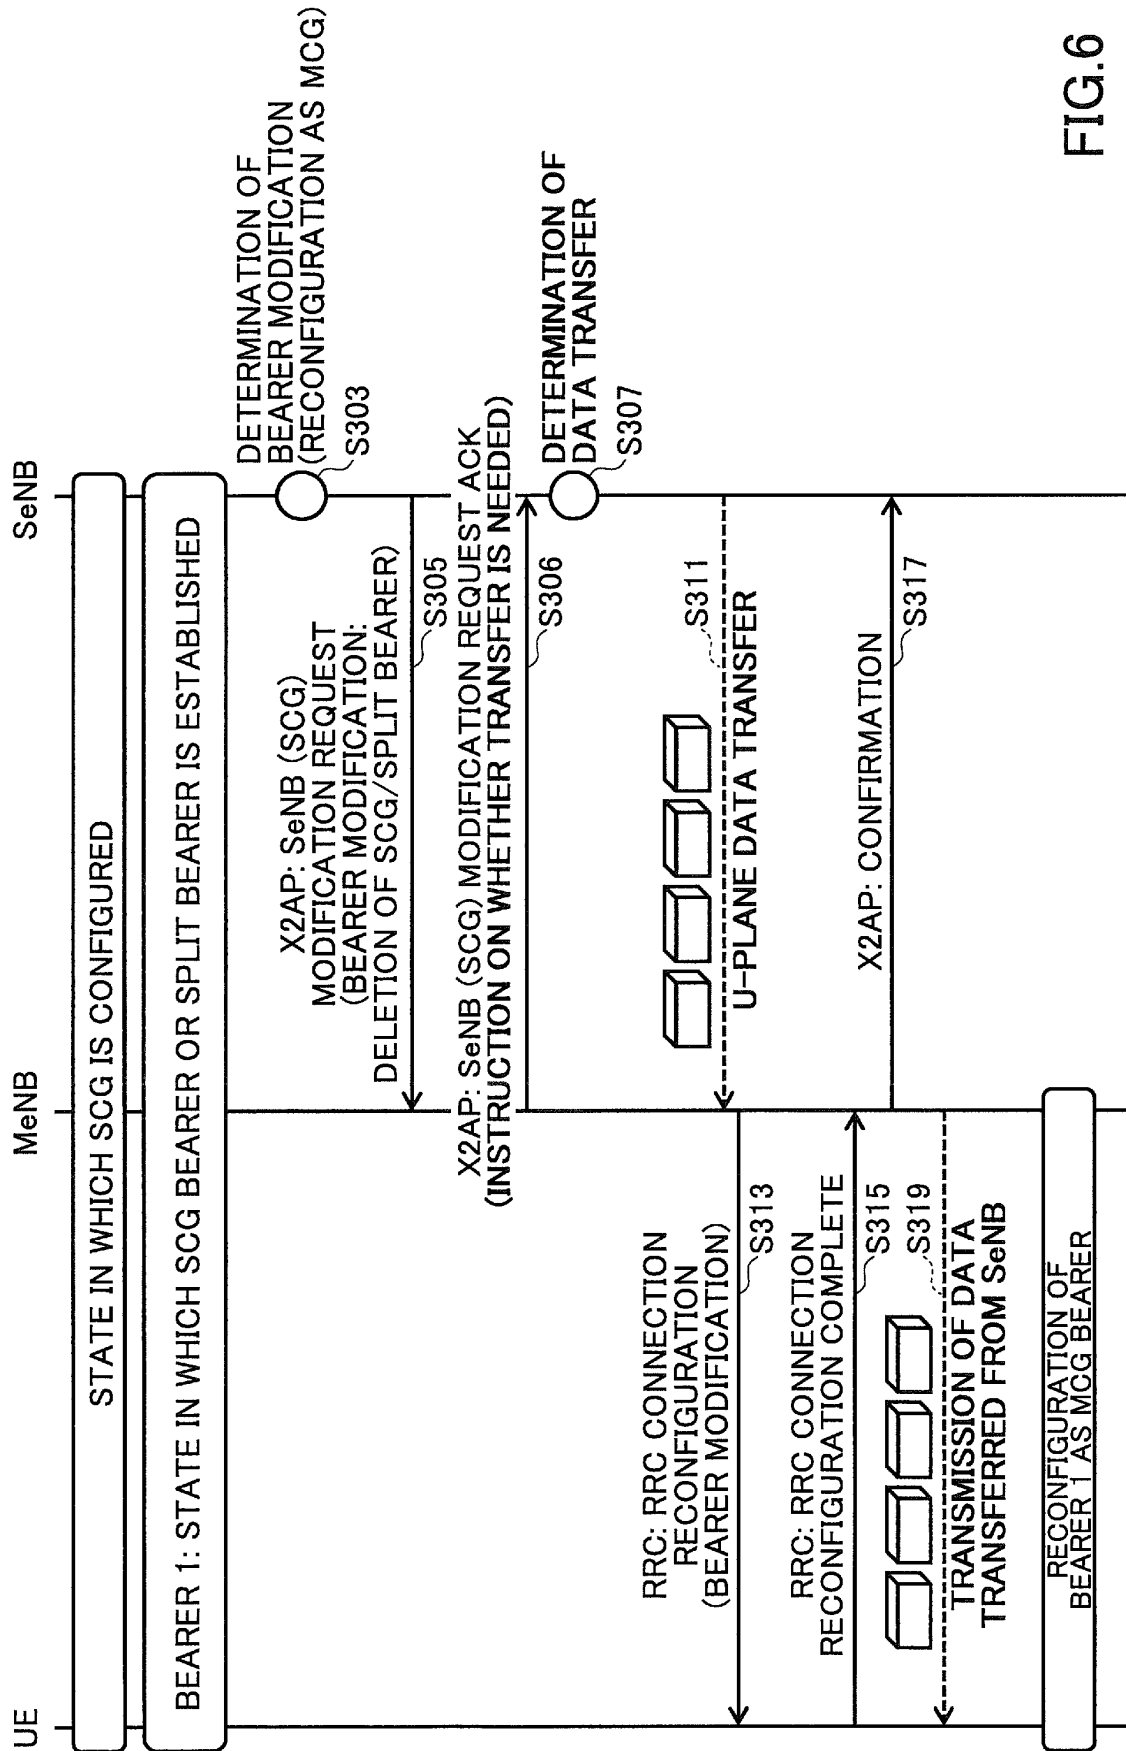 UE
MeNB
SeNB
STATE IN WHICH SCG IS CONFIGURED
BEARER 1: STATE IN WHICH SCG BEARER OR SPLIT BEARER IS ESTABLISHED
DETERMINATION OF
BEARER MODIFICATION
(RECONFIGURATION AS MCG)
S303
X2AP: SeNB (SCG)
MODIFICATION REQUEST
(BEARER MODIFICATION:
DELETION OF SCG/SPLIT BEARER)
S305
X2AP: SeNB (SCG) MODIFICATION REQUEST ACK
(INSTRUCTION ON WHETHER TRANSFER IS NEEDED)
S306
DETERMINATION OF
DATA TRANSFER
S307
S311
U-PLANE DATA TRANSFER
RRC: RRC CONNECTION
RECONFIGURATION
(BEARER MODIFICATION)
S313
RRC: RRC CONNECTION
RECONFIGURATION COMPLETE
S315
X2AP: CONFIRMATION
S317
S319
TRANSMISSION OF DATA
TRANSFERRED FROM SeNB
RECONFIGURATION OF
BEARER 1 AS MCG BEARER
FIG.6